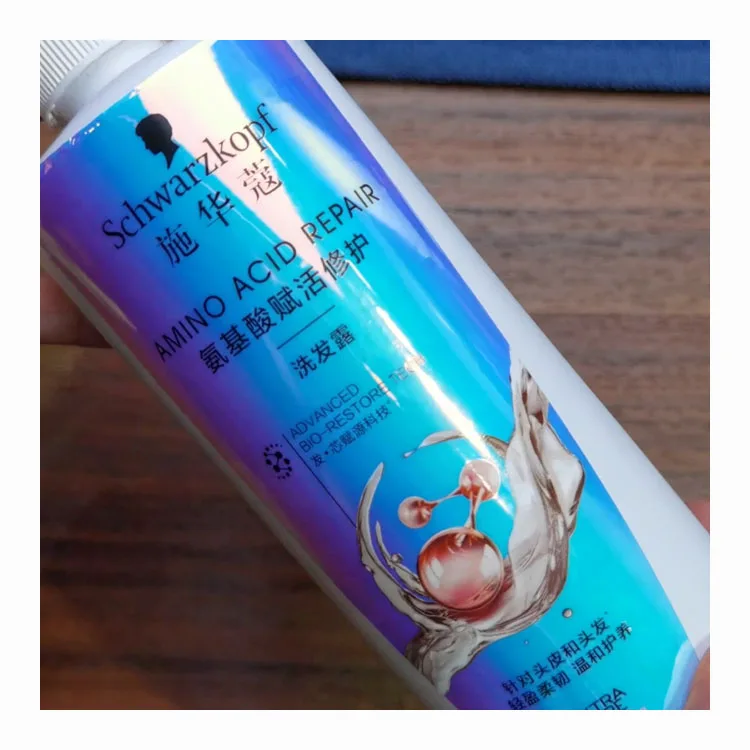 Schwarzkopf
施华蔻
AMINO ACID REPAIR
氨基酸赋活修护
洗发露
ADVANCED
BIO-RESTORE
发·芯赋源科技
针对头皮和头发
轻盈柔韧 温和护养